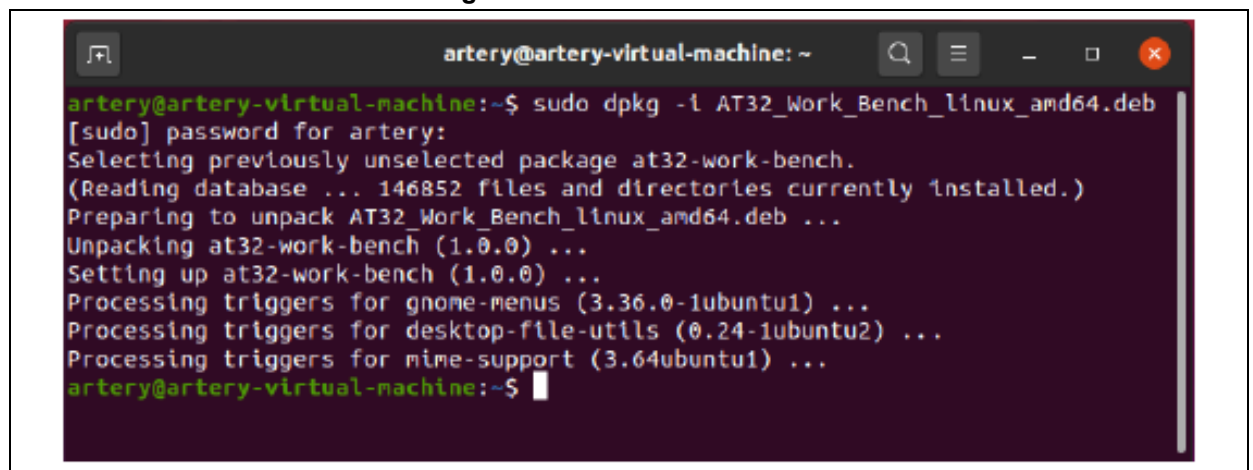 artery@artery-virtual-machine: ~
artery@artery-virtual-machine:~$ sudo dpkg -i AT32_Work_Bench_linux_amd64.deb
[sudo] password for artery:
Selecting previously unselected package at32-work-bench.
(Reading database ... 146852 files and directories currently installed.)
Preparing to unpack AT32_Work_Bench_linux_amd64.deb ...
Unpacking at32-work-bench (1.0.0) ...
Setting up at32-work-bench (1.0.0) ...
Processing triggers for gnome-menus (3.36.0-1ubuntu1) ...
Processing triggers for desktop-file-utils (0.24-1ubuntu2) ...
Processing triggers for mime-support (3.64ubuntu1) ...
artery@artery-virtual-machine:~$